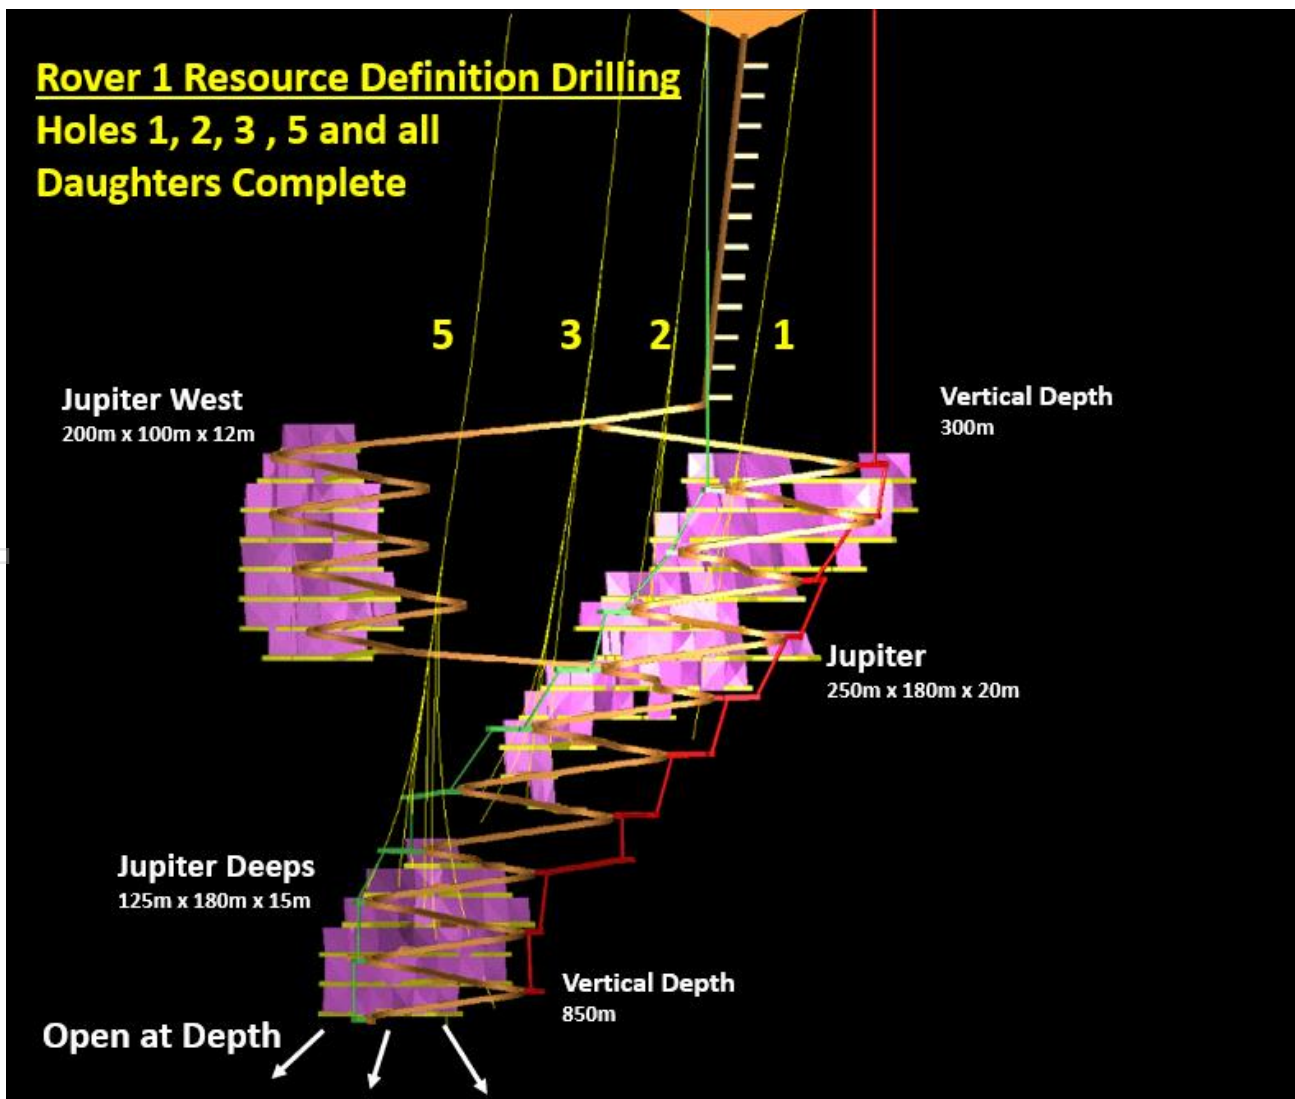 Rover 1 Resource Definition Drilling
Holes 1, 2, 3 , 5 and all
Daughters Complete
5
3
2
1
Jupiter West
200m x 100m x 12m
Vertical Depth
300m
Jupiter
250m x 180m x 20m
Jupiter Deeps
125m x 180m x 15m
Vertical Depth
850m
Open at Depth